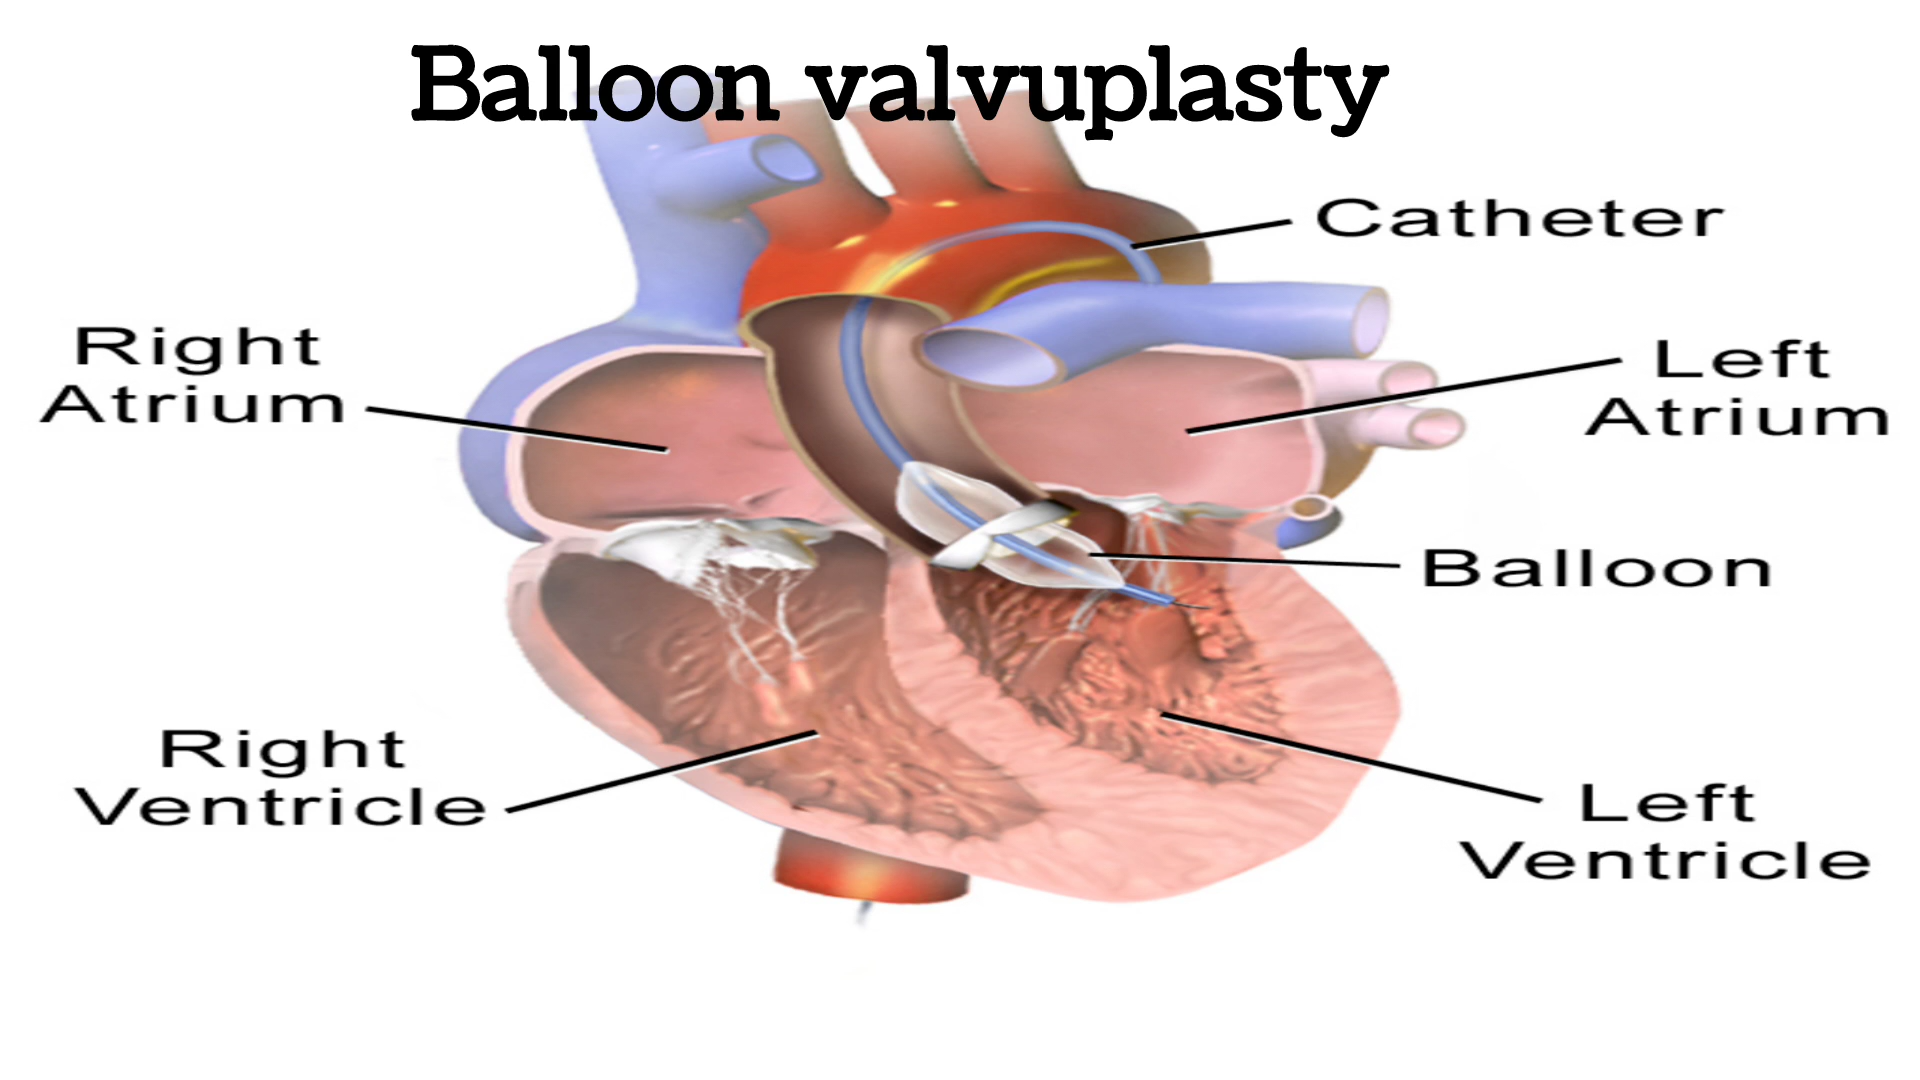 Balloon valvuplasty
Catheter
Right
Atrium
Left
Atrium
Balloon
Right
Ventricle
Left
Ventricle